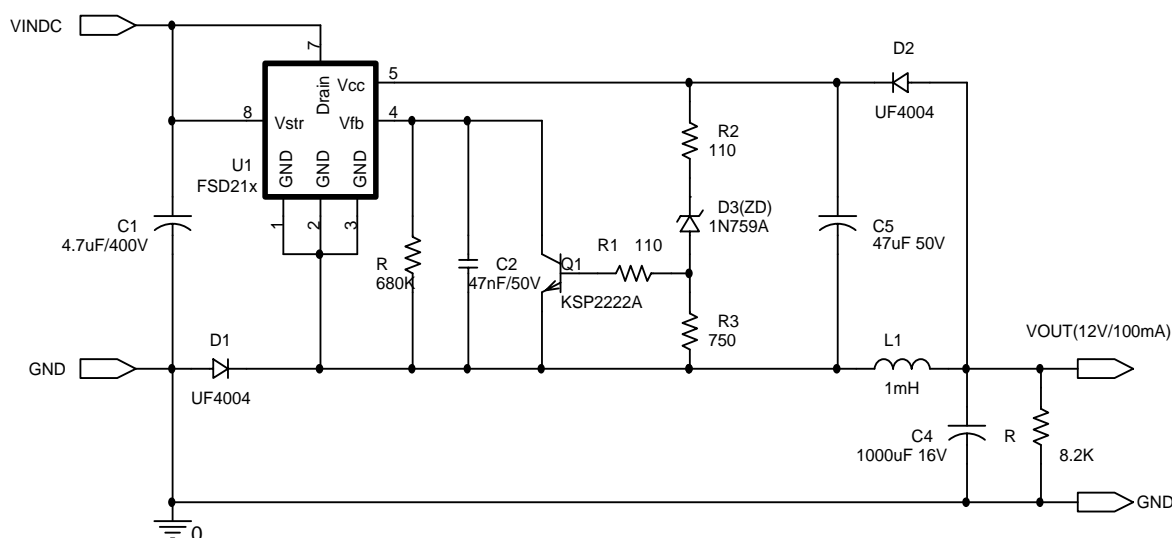 VINDC
7
Drain
Vcc
5
D2
UF4004
8
Vstr
Vfb
4
R2
110
U1
FSD21x
GND
GND
GND
1
2
3
C1
4.7uF/400V
D3(ZD)
1N759A
C5
47uF 50V
R1 110
R
680K
C2
47nF/50V
Q1
KSP2222A
R3
750
VOUT(12V/100mA)
GND
D1
UF4004
L1
1mH
C4
1000uF 16V
R
8.2K
GND
0